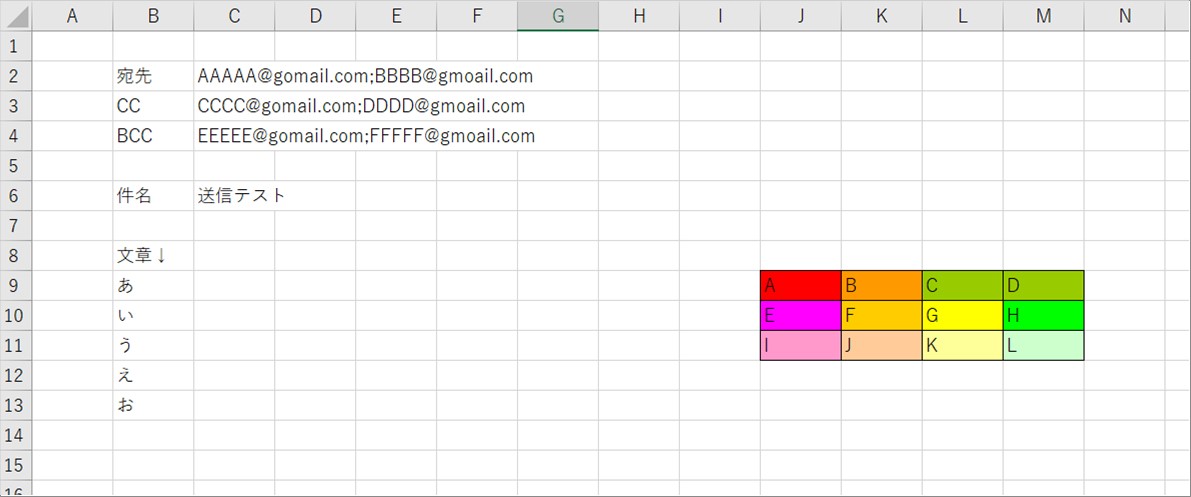 A B C D E F G H I J K L M N
1
2 宛先 AAAAA@gomail.com;BBBB@gmoail.com
3 CC CCCC@gomail.com;DDDD@gmoail.com
4 BCC EEEEE@gomail.com;FFFFF@gmoail.com
5
6 件名 送信テスト
7
8 文章↓
9 あ A B C D
10 い E F G H
11 う I J K L
12 え
13 お
14
15
16